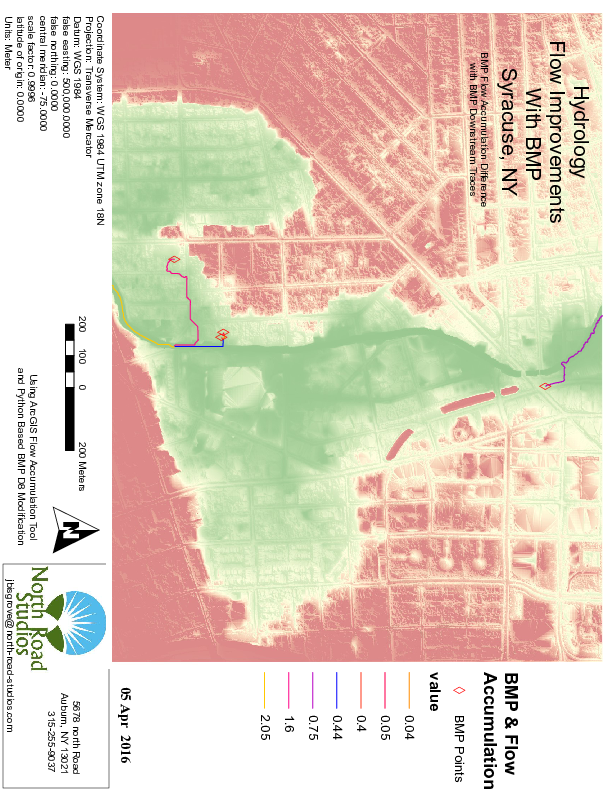 Hydrology
Flow Improvements
With BMP
Syracuse, NY
BMP Flow Accumulation Difference
with BMP Downstream Traces
BMP & Flow
Accumulation
BMP Points
value
0.04
0.05
0.4
0.44
0.75
1.6
2.05
05 Apr 2016
Coordinate System: WGS 1984 UTM zone 18N
Projection: Transverse Mercator
Datum: WGS 1984
false easting: 500,000.0000
false northing: 0.0000
central meridian: -75.0000
scale factor: 0.9996
latitude of origin: 0.0000
Units: Meter
200 100 0 200 Meters
Using ArcGIS Flow Accumulation Tool
and Python Based BMP D8 Modification
N
North Road
Studios
5678 north Road
Auburn, NY 13021
315-255-9037
jbisgrove@north-road-studios.com